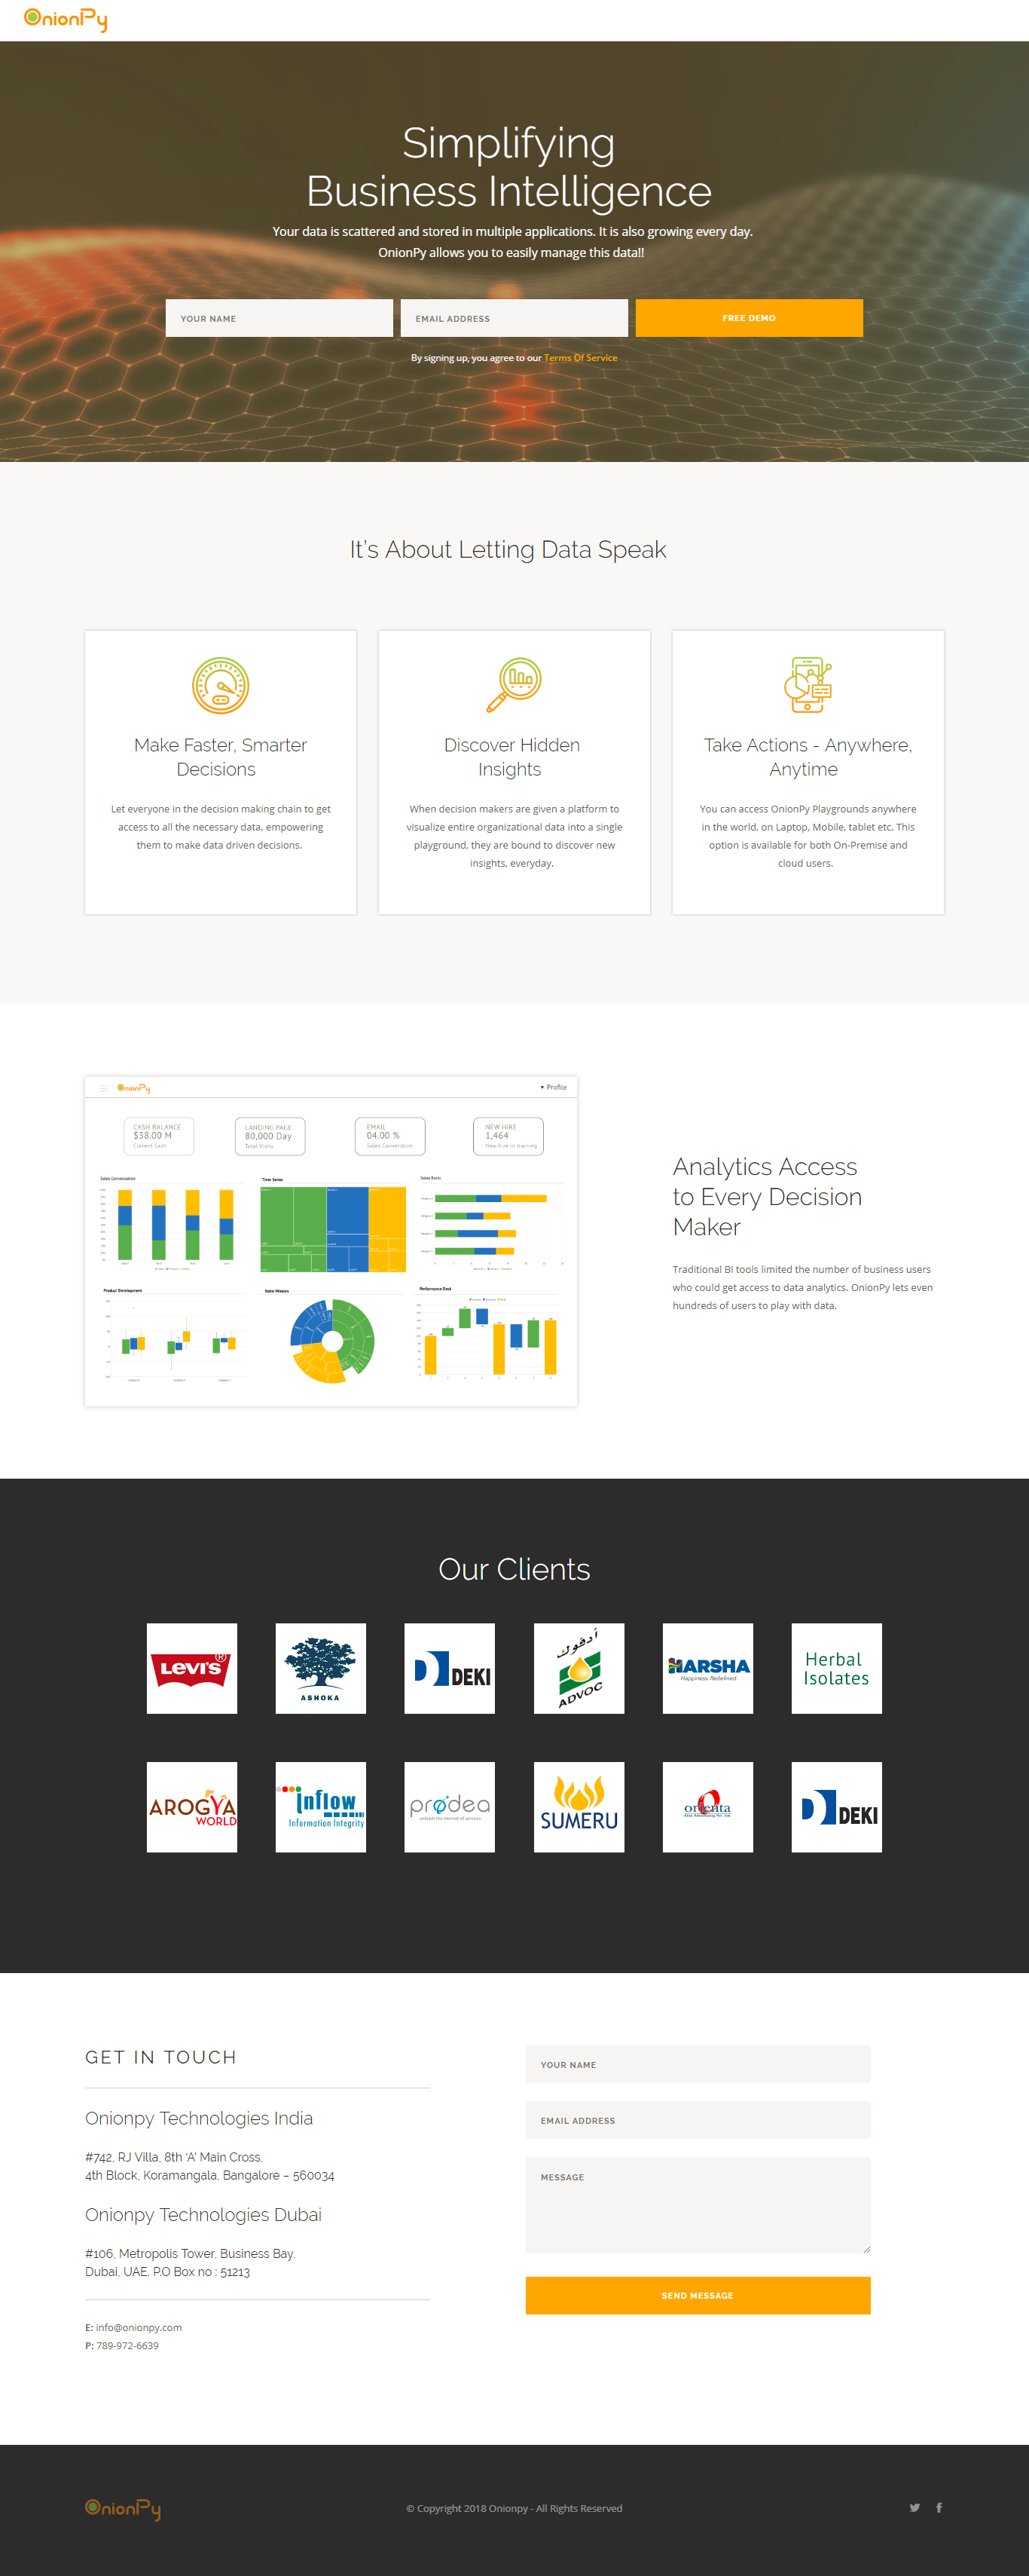 OnionPy
Simplifying
Business Intelligence
Your data is scattered and stored in multiple applications. It is also growing every day.
OnionPy allows you to easily manage this data!!
YOUR NAME
EMAIL ADDRESS
FREE DEMO
By signing up, you agree to our Terms Of Service
It's About Letting Data Speak
Make Faster, Smarter
Decisions
Let everyone in the decision making chain to get
access to all the necessary data, empowering
them to make data driven decisions.
Discover Hidden
Insights
When decision makers are given a platform to
visualize entire organizational data into a single
playground, they are bound to discover new
insights, everyday.
Take Actions - Anywhere,
Anytime
You can access OnionPy Playgrounds anywhere
in the world, on Laptop, Mobile, tablet etc. This
option is available for both On-Premise and
cloud users.
OnionPy
Profile
CASH BALANCE
$38.00 M
Current Cash
LANDING PAGE
80,000 Day
Total Visits
EMAIL
04.00 %
Sales Converstion
NEW HIRE
1,464
New hire in training
Sales Conversation
Time Series
Sales Ratio
Product Development
Ratio Mission
Performance Deck
Analytics Access
to Every Decision
Maker
Traditional BI tools limited the number of business users
who could get access to data analytics. OnionPy lets even
hundreds of users to play with data.
Our Clients
LEVI'S®
ASHOKA
DEKI
أدفوك
ADVOC
HARSHA
Happiness Redefined
Herbal
Isolates
AROGYA
WORLD
inflow
Information Integrity
prodea
unleash the internet of services
SUMERU
orienta
DEKI
GET IN TOUCH
Onionpy Technologies India
#742, RJ Villa, 8th ‘A’ Main Cross,
4th Block, Koramangala, Bangalore – 560034
Onionpy Technologies Dubai
#106, Metropolis Tower, Business Bay,
Dubai, UAE. P.O Box no : 51213
E: info@onionpy.com
P: 789-972-6639
YOUR NAME
EMAIL ADDRESS
MESSAGE
SEND MESSAGE
OnionPy
© Copyright 2018 Onionpy - All Rights Reserved